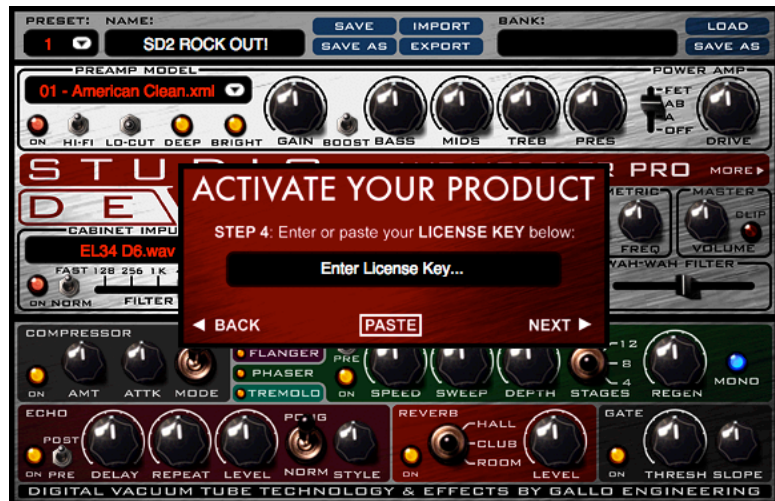 PRESET: NAME: SAVE IMPORT BANK: LOAD
1 SD2 ROCK OUT! SAVE AS EXPORT SAVE AS
PREAMP MODEL POWER AMP
01 - American Clean.xml FET
AB
A
OFF
ON HI-FI LO-CUT DEEP BRIGHT GAIN BOOST BASS MIDS TREB PRES DRIVE
STUDIO PRO MORE
DE
METRIC MASTER
CLIP
FREQ VOLUME
ACTIVATE YOUR PRODUCT
STEP 4: Enter or paste your LICENSE KEY below:
Enter License Key...
BACK PASTE NEXT
CABINET IMPU
EL34 D6.wav
WAH-WAH FILTER
FAST 128 256 1K
ON NORM FILTER
COMPRESSOR FLANGER PRE 12
PHASER 8
TREMOLO 4 MONO
ON AMT ATTK MODE ON SPEED SWEEP DEPTH STAGES REGEN
ECHO REVERB HALL GATE
POST CLUB
ROOM
ON PRE DELAY REPEAT LEVEL NORM STYLE ON LEVEL ON THRESH SLOPE
DIGITAL VACUUM TUBE TECHNOLOGY & EFFECTS BY GALLO ENGINEERING